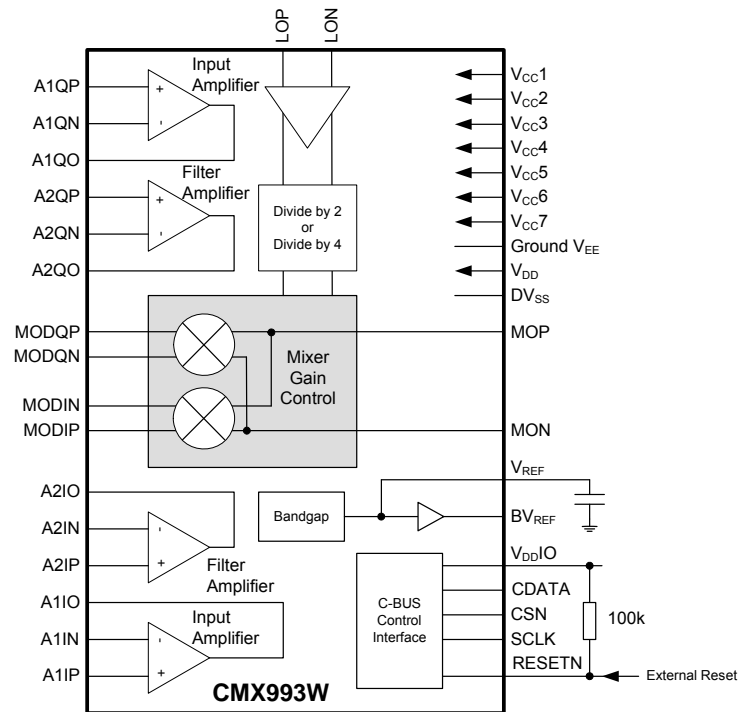 LOP
LON
Input
Amplifier
A1QP
+
A1QN
-
A1QO
Filter
Amplifier
A2QP
+
A2QN
-
A2QO
Divide by 2
or
Divide by 4
VCC1
VCC2
VCC3
VCC4
VCC5
VCC6
VCC7
Ground VEE
VDD
DVSS
MODQP
MODQN
MODIN
MODIP
Mixer
Gain
Control
MOP
MON
A2IO
A2IN
-
A2IP
+
Filter
Amplifier
A1IO
Input
Amplifier
A1IN
-
A1IP
+
Bandgap
VREF
BVREF
C-BUS
Control
Interface
VDDIO
CDATA
CSN
SCLK
RESETN
100k
External Reset
CMX993W